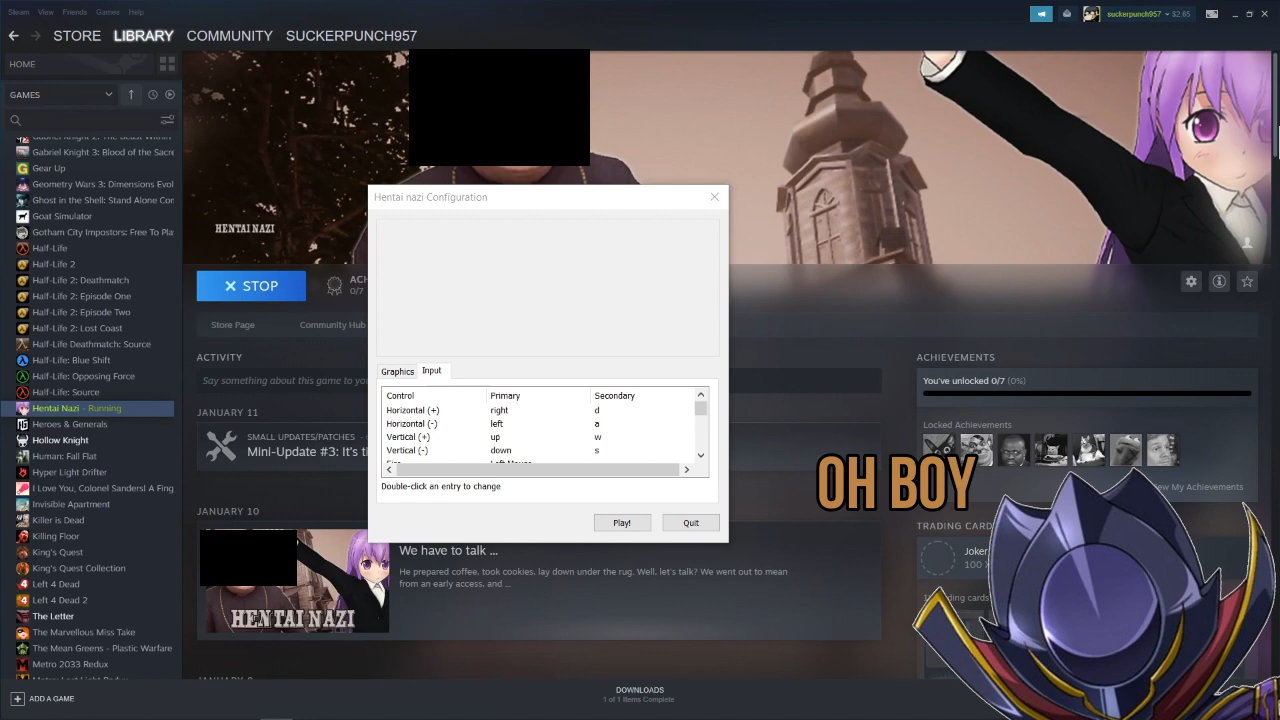 Steam View Friends Games Help
suckerpunch957 $2.65
STORE LIBRARY COMMUNITY SUCKERPUNCH957
HOME
GAMES
Gabriel Knight 2: The Beast Within
Gabriel Knight 3: Blood of the Sacre
Gear Up
Geometry Wars 3: Dimensions Evol
Ghost in the Shell: Stand Alone Con
Goat Simulator
Gotham City Impostors: Free To Pla
Half-Life
Half-Life 2
Half-Life 2: Deathmatch
Half-Life 2: Episode One
Half-Life 2: Episode Two
Half-Life 2: Lost Coast
Half-Life Deathmatch: Source
Half-Life: Blue Shift
Half-Life: Opposing Force
Half-Life: Source
Hentai Nazi - Running
Heroes & Generals
Hollow Knight
Human: Fall Flat
Hyper Light Drifter
I Love You, Colonel Sanders! A Fing
Invisible Apartment
Killer is Dead
Killing Floor
King's Quest
King's Quest Collection
Left 4 Dead
Left 4 Dead 2
The Letter
The Marvellous Miss Take
The Mean Greens - Plastic Warfare
Metro 2033 Redux
ADD A GAME
HENTAI NAZI
STOP
ACH
0/7
Store Page Community Hub
ACTIVITY
Say something about this game to yo
JANUARY 11
SMALL UPDATES/PATCHES
Mini-Update #3: It's ti
JANUARY 10
HENTAI NAZI
We have to talk ...
He prepared coffee, took cookies, lay down under the rug. Well, let's talk? We went out to mean
from an early access, and ...
Hentai nazi Configuration
Graphics Input
Control Primary Secondary
Horizontal (+) right d
Horizontal (-) left a
Vertical (+) up w
Vertical (-) down s
Double-click an entry to change
Play! Quit
ACHIEVEMENTS
You've unlocked 0/7 (0%)
Locked Achievements
View My Achievements
OH BOY
TRADING CARD
Joker
100 X
DOWNLOADS
1 of 1 Items Complete